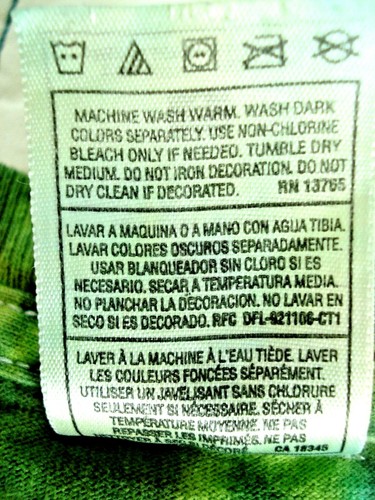 MACHINE WASH WARM. WASH DARK
COLORS SEPARATELY. USE NON-CHLORINE
BLEACH ONLY IF NEEDED. TUMBLE DRY
MEDIUM. DO NOT IRON DECORATION. DO NOT
DRY CLEAN IF DECORATED. RN 13765
LAVAR A MAQUINA O A MANO CON AGUA TIBIA.
LAVAR COLORES OSCUROS SEPARADAMENTE.
USAR BLANQUEADOR SIN CLORO SI ES
NECESARIO. SECAR A TEMPERATURA MEDIA.
NO PLANCHAR LA DECORACION. NO LAVAR EN
SECO SI ES DECORADO. RFC DFL-921106-CT1
LAVER À LA MACHINE À L'EAU TIÈDE. LAVER
LES COULEURS FONCÉES SÉPARÉMENT.
UTILISER UN JAVELISANT SANS CHLORURE
SEULEMENT SI NÉCESSAIRE. SÉCHER À
TEMPÉRATURE MOYENNE. NE PAS
REPASSER LES IMPRIMÉS. NE PAS
À SEC SI DÉCORÉ CA 18345